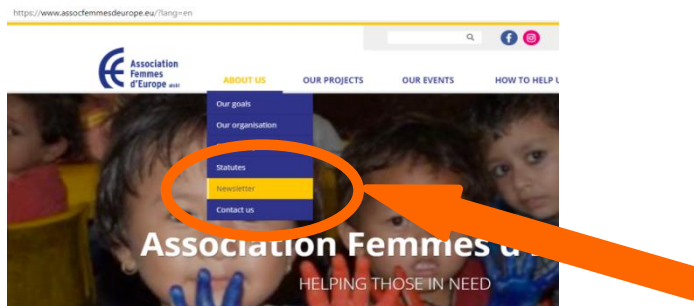 https://www.assocfemmesdeurope.eu/?lang=en
Association
Femmes
d'Europe aisbl
ABOUT US OUR PROJECTS OUR EVENTS HOW TO HELP U
Our goals
Our organisation
Statutes
Newsletter
Contact us
Association Femmes d'
HELPING THOSE IN NEED